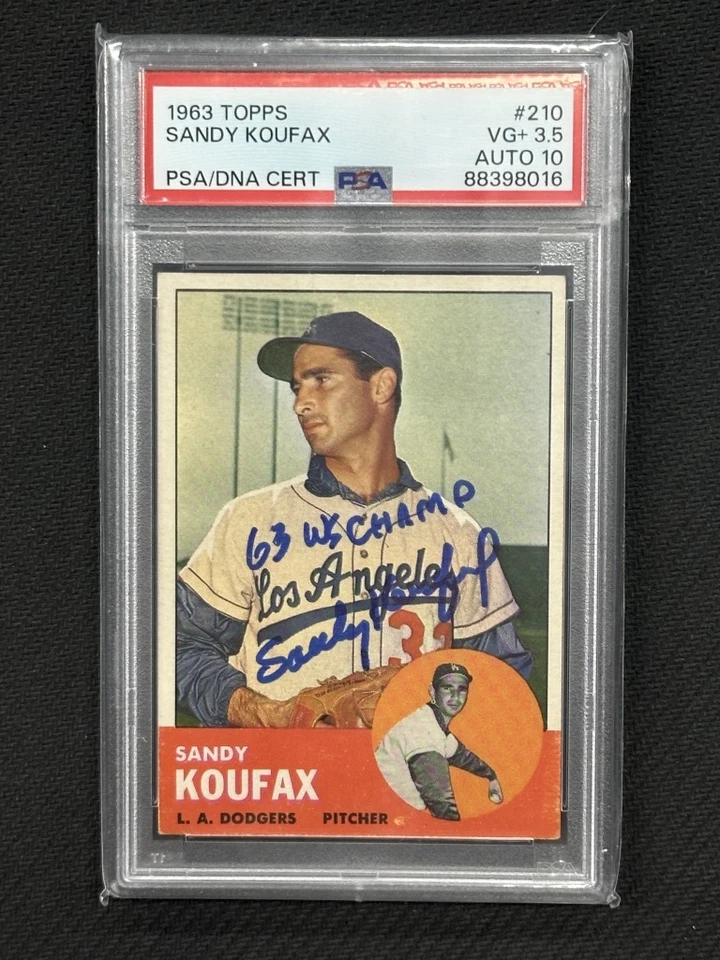 1963 TOPPS #210
SANDY KOUFAX VG+ 3.5
AUTO 10
PSA/DNA CERT PSA 88398016
63 WS CHAMP
Los Angeles
Sandy Koufax
32
SANDY
KOUFAX
L. A. DODGERS PITCHER